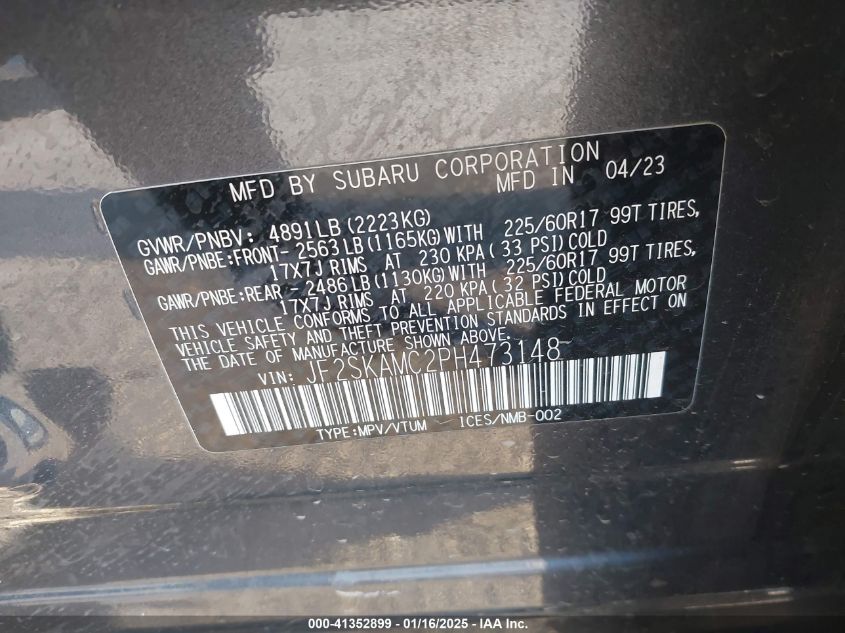 MFD BY SUBARU CORPORATION
MFD IN 04/23
GVWR/PNBV: 4891LB(2223KG)
GAWR/PNBE:FRONT- 2563LB(1165KG)WITH 225/60R17 99T TIRES,
17X7J RIMS AT 230 KPA( 33 PSI)COLD
GAWR/PNBE:REAR - 2486LB(1130KG)WITH 225/60R17 99T TIRES,
17X7J RIMS AT 220 KPA( 32 PSI)COLD
THIS VEHICLE CONFORMS TO ALL APPLICABLE FEDERAL MOTOR
VEHICLE SAFETY AND THEFT PREVENTION STANDARDS IN EFFECT ON
THE DATE OF MANUFACTURE SHOWN ABOVE.
VIN: JF2SKAMC2PH473148
TYPE:MPV/VTUM ICES/NMB-002
000-41352899 - 01/16/2025 - IAA Inc.